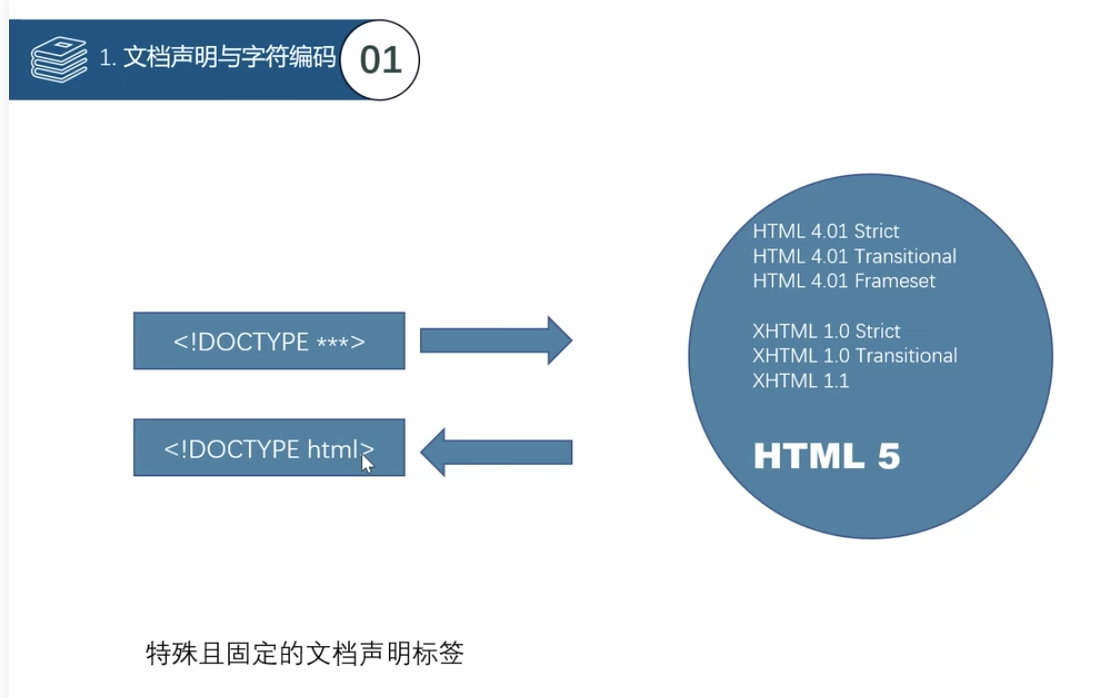 1. 文档声明与字符编码
01
HTML 4.01 Strict
HTML 4.01 Transitional
HTML 4.01 Frameset
XHTML 1.0 Strict
XHTML 1.0 Transitional
XHTML 1.1
HTML 5
<!DOCTYPE ***>
<!DOCTYPE html>
特殊且固定的文档声明标签